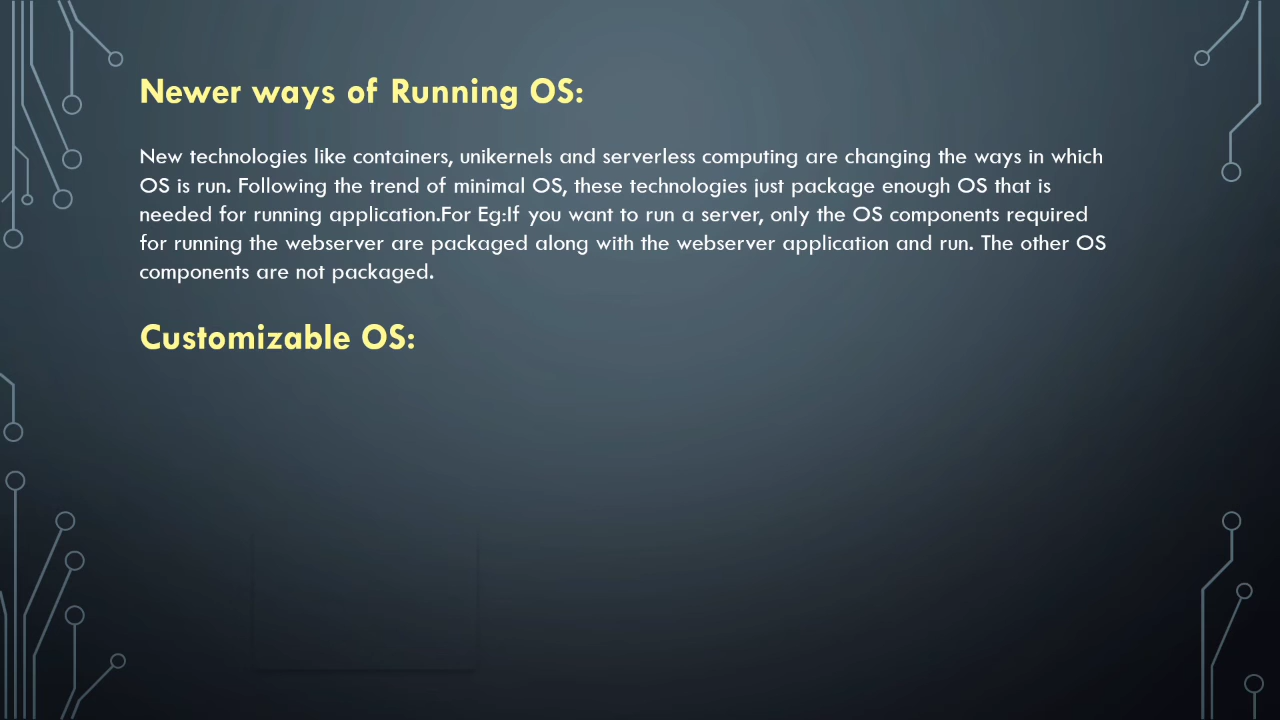 Newer ways of Running OS:
New technologies like containers, unikernels and serverless computing are changing the ways in which
OS is run. Following the trend of minimal OS, these technologies just package enough OS that is
needed for running application.For Eg:If you want to run a server, only the OS components required
for running the webserver are packaged along with the webserver application and run. The other OS
components are not packaged.
Customizable OS: